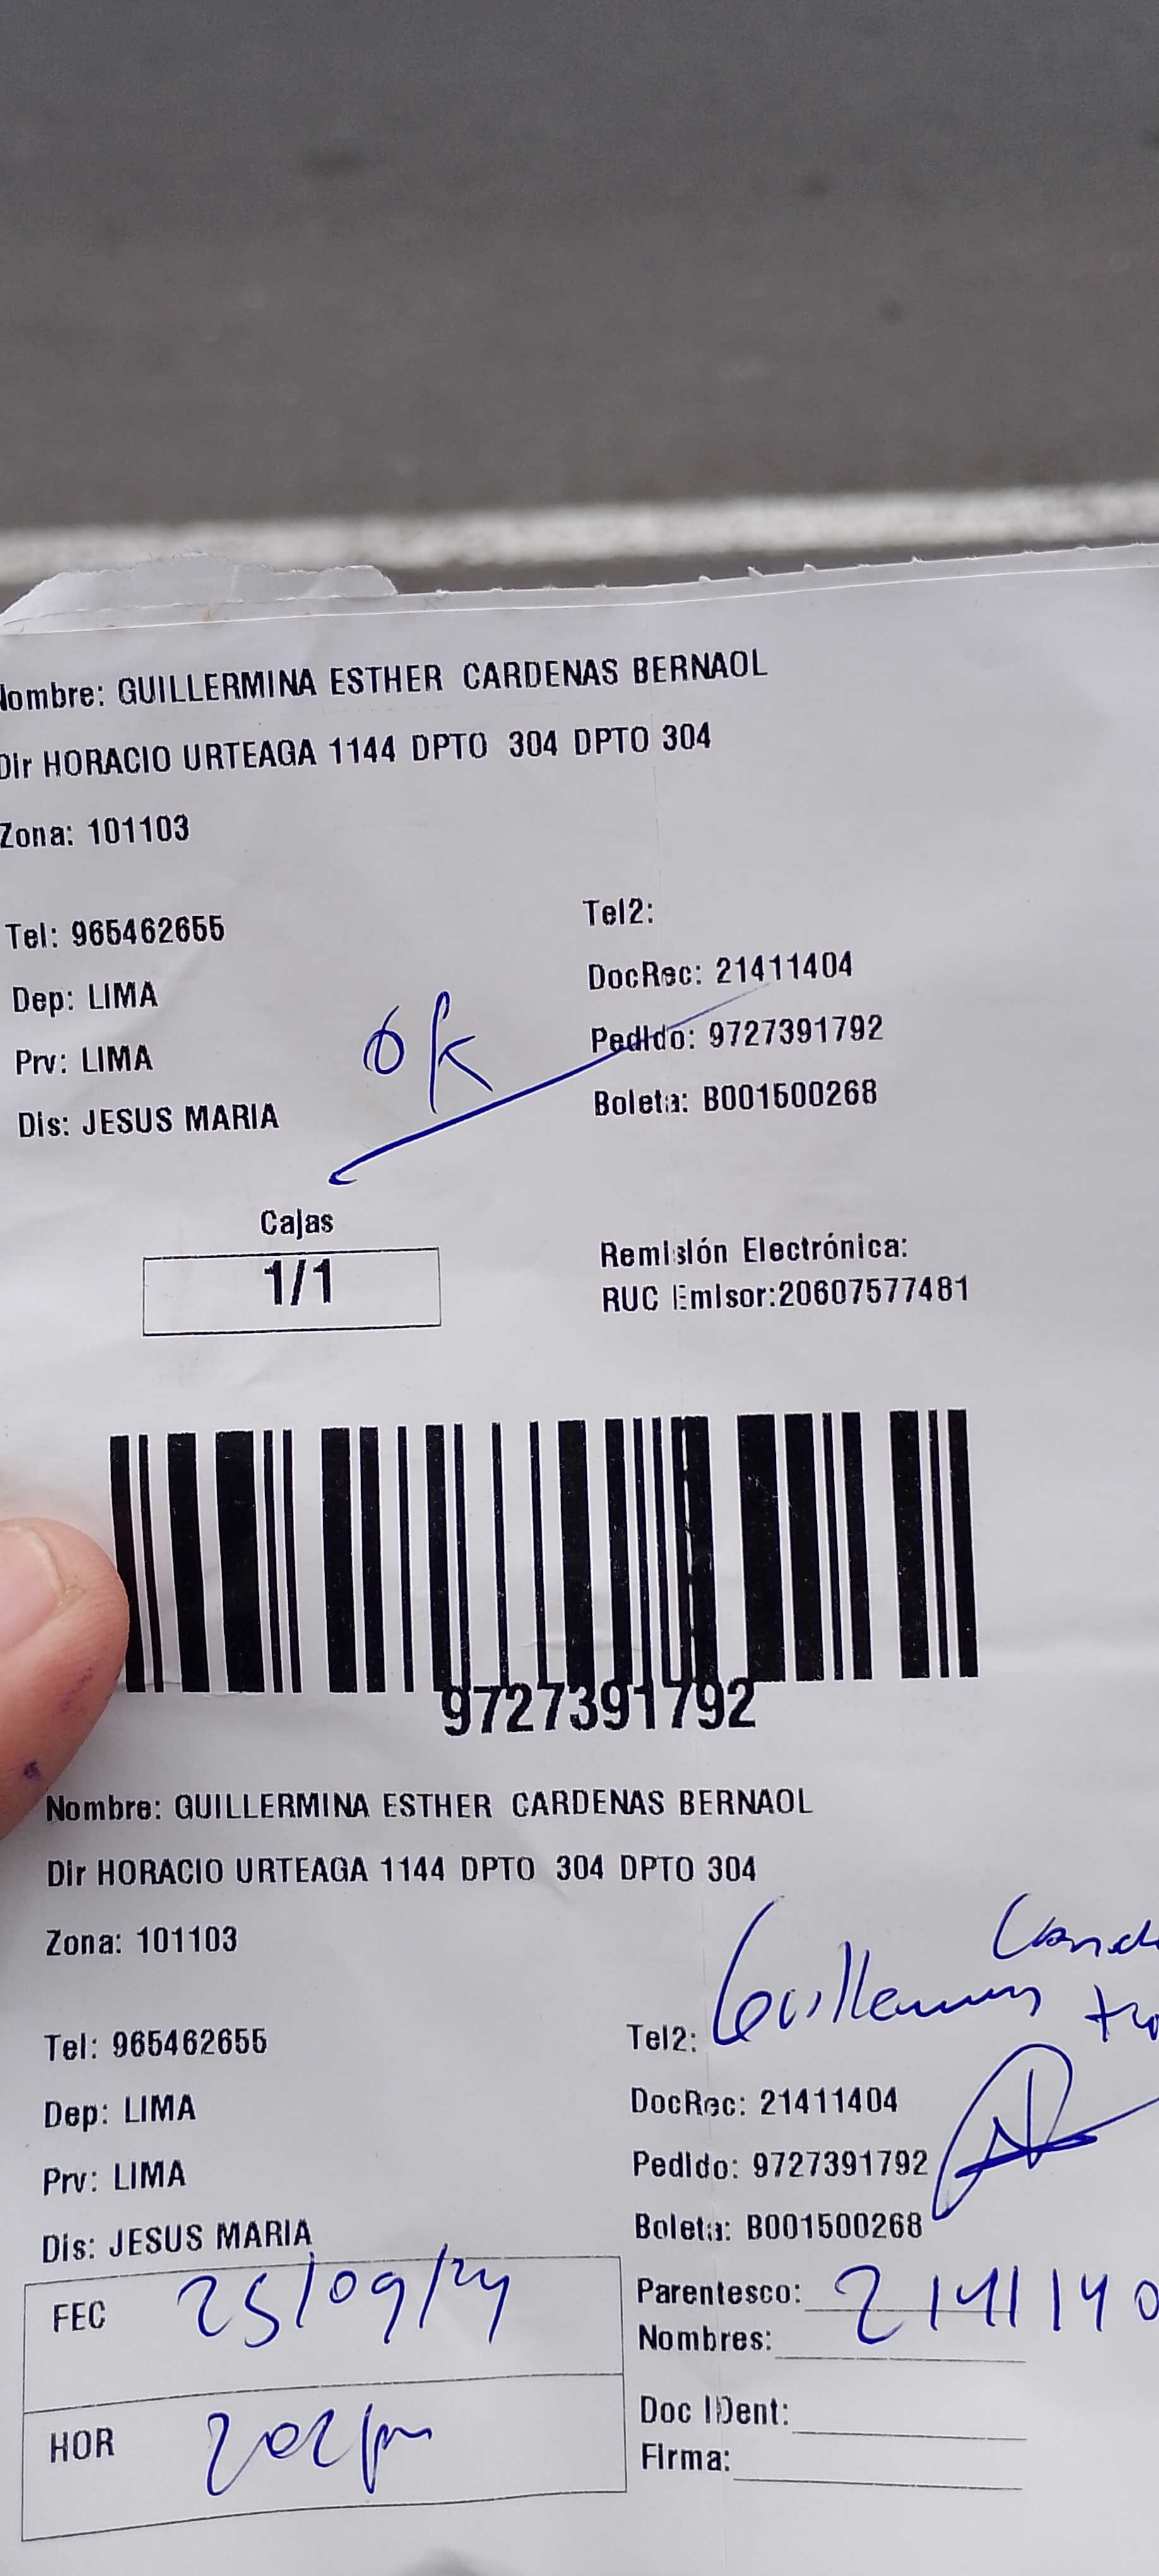 Nombre: GUILLERMINA ESTHER CARDENAS BERNAOL
Dir HORACIO URTEAGA 1144 DPTO 304 DPTO 304
Zona: 101103
Tel: 965462655 Tel2:
Dep: LIMA DocRec: 21411404
Prv: LIMA Ok Pedido: 9727391792
Dis: JESUS MARIA Boleta: B001500268
Cajas
1/1
Remisión Electrónica:
RUC Emisor:20607577481
9727391792
Nombre: GUILLERMINA ESTHER CARDENAS BERNAOL
Dir HORACIO URTEAGA 1144 DPTO 304 DPTO 304
Zona: 101103
Tel: 965462655 Tel2:
Dep: LIMA DocRec: 21411404
Prv: LIMA Pedido: 9727391792
Dis: JESUS MARIA Boleta: B001500268
FEC 25/09/24 Parentesco: 2141140
Nombres:
HOR 202pm Doc IDent:
Firma: